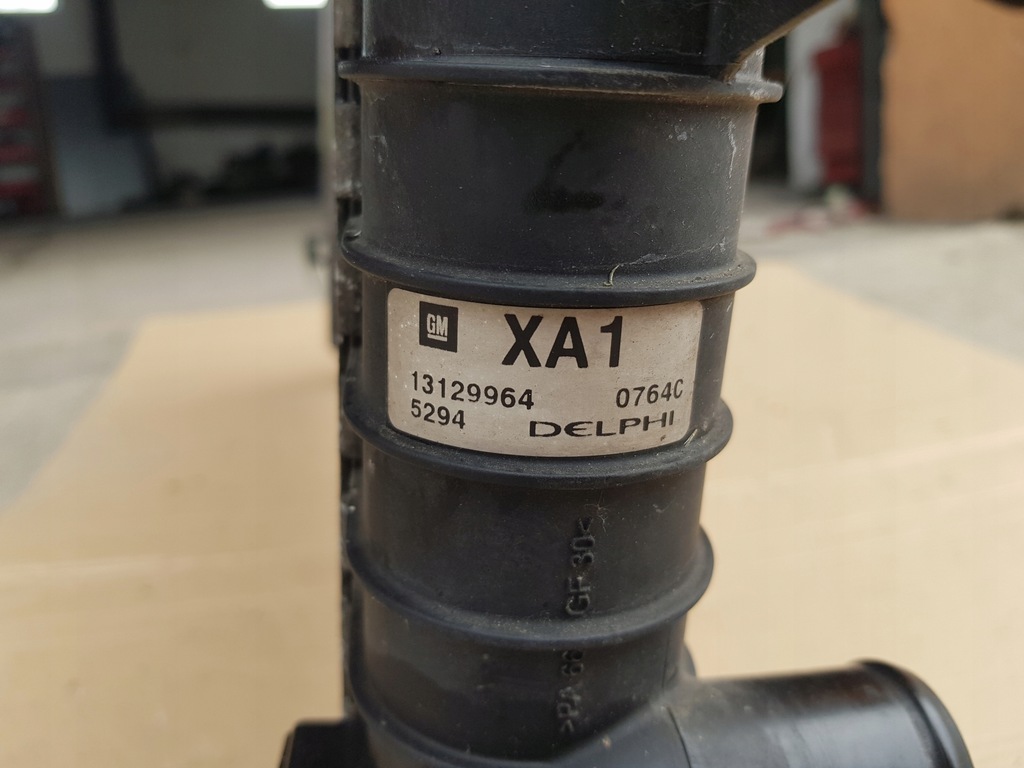 GM XA1
13129964 0764C
5294 DELPHI
>PA 66 GF 30<